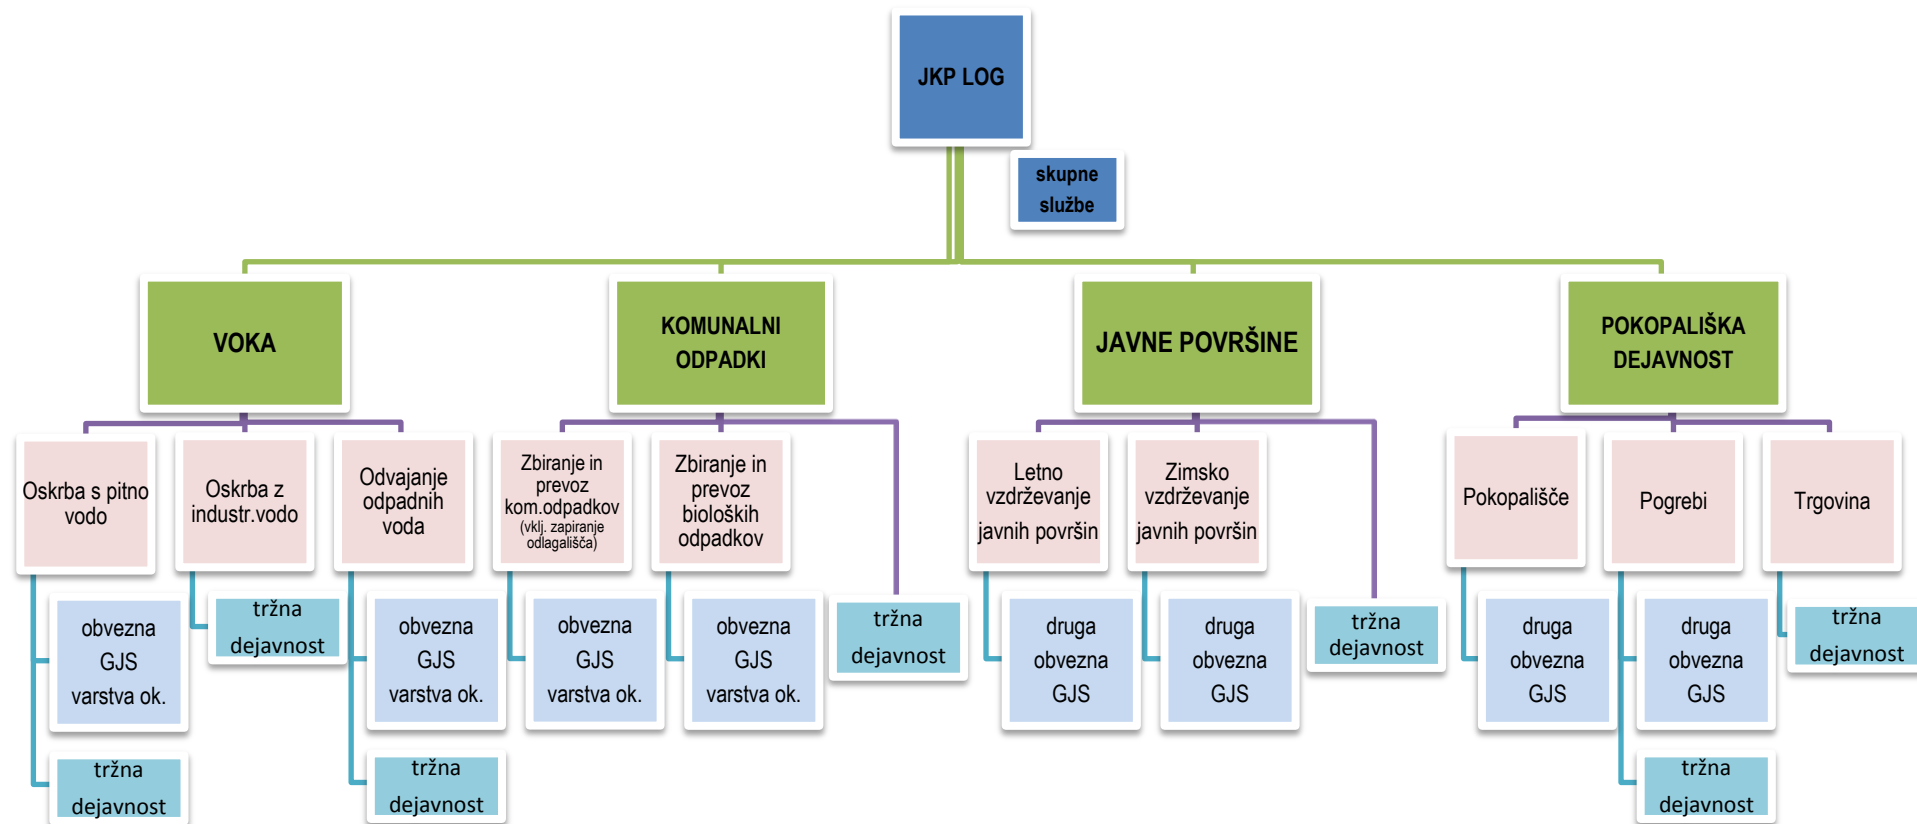 JKP LOG
skupne
službe
VOKA
KOMUNALNI
ODPADKI
JAVNE POVRŠINE
POKOPALIŠKA
DEJAVNOST
Oskrba s pitno
vodo
Oskrba z
industr.vodo
Odvajanje
odpadnih
voda
Zbiranje in
prevoz
kom.odpadkov
(vklj. zapiranje
odlagališča)
Zbiranje in
prevoz
bioloških
odpadkov
Letno
vzdrževanje
javnih površin
Zimsko
vzdrževanje
javnih površin
Pokopališče
Pogrebi
Trgovina
obvezna
GJS
varstva ok.
tržna
dejavnost
tržna
dejavnost
obvezna
GJS
varstva ok.
tržna
dejavnost
obvezna
GJS
varstva ok.
obvezna
GJS
varstva ok.
tržna
dejavnost
druga
obvezna
GJS
druga
obvezna
GJS
tržna
dejavnost
druga
obvezna
GJS
druga
obvezna
GJS
tržna
dejavnost
tržna
dejavnost